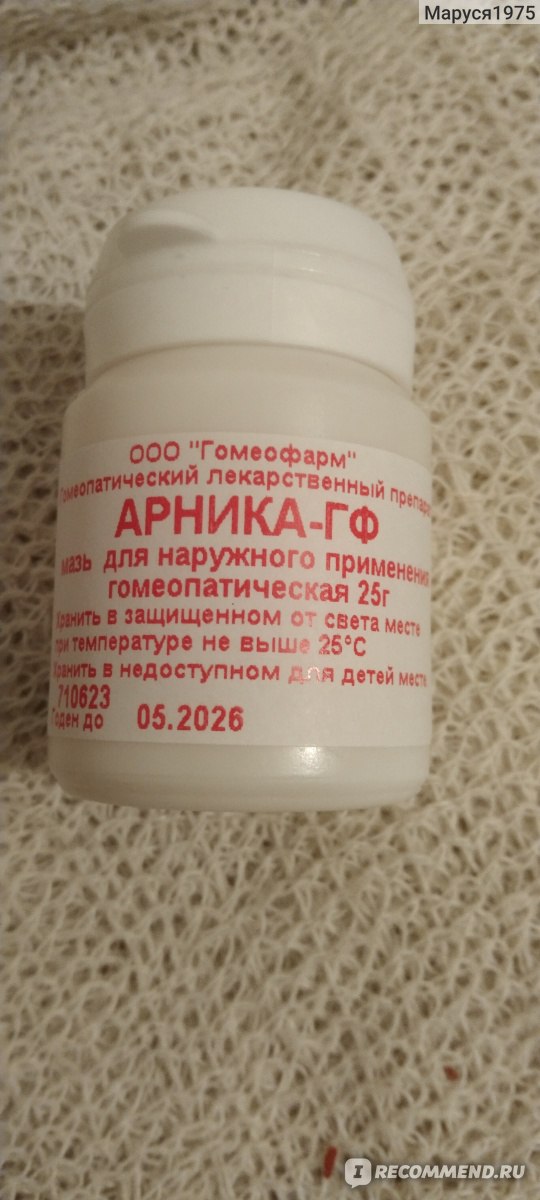 Маруся1975
ООО "Гомеофарм"
Гомеопатический лекарственный препарат
АРНИКА-ГФ
мазь для наружного применения
гомеопатическая 25г
Хранить в защищенном от света месте
при температуре не выше 25°C
Хранить в недоступном для детей месте
710623
Годен до 05.2026
IRECOMMEND.RU